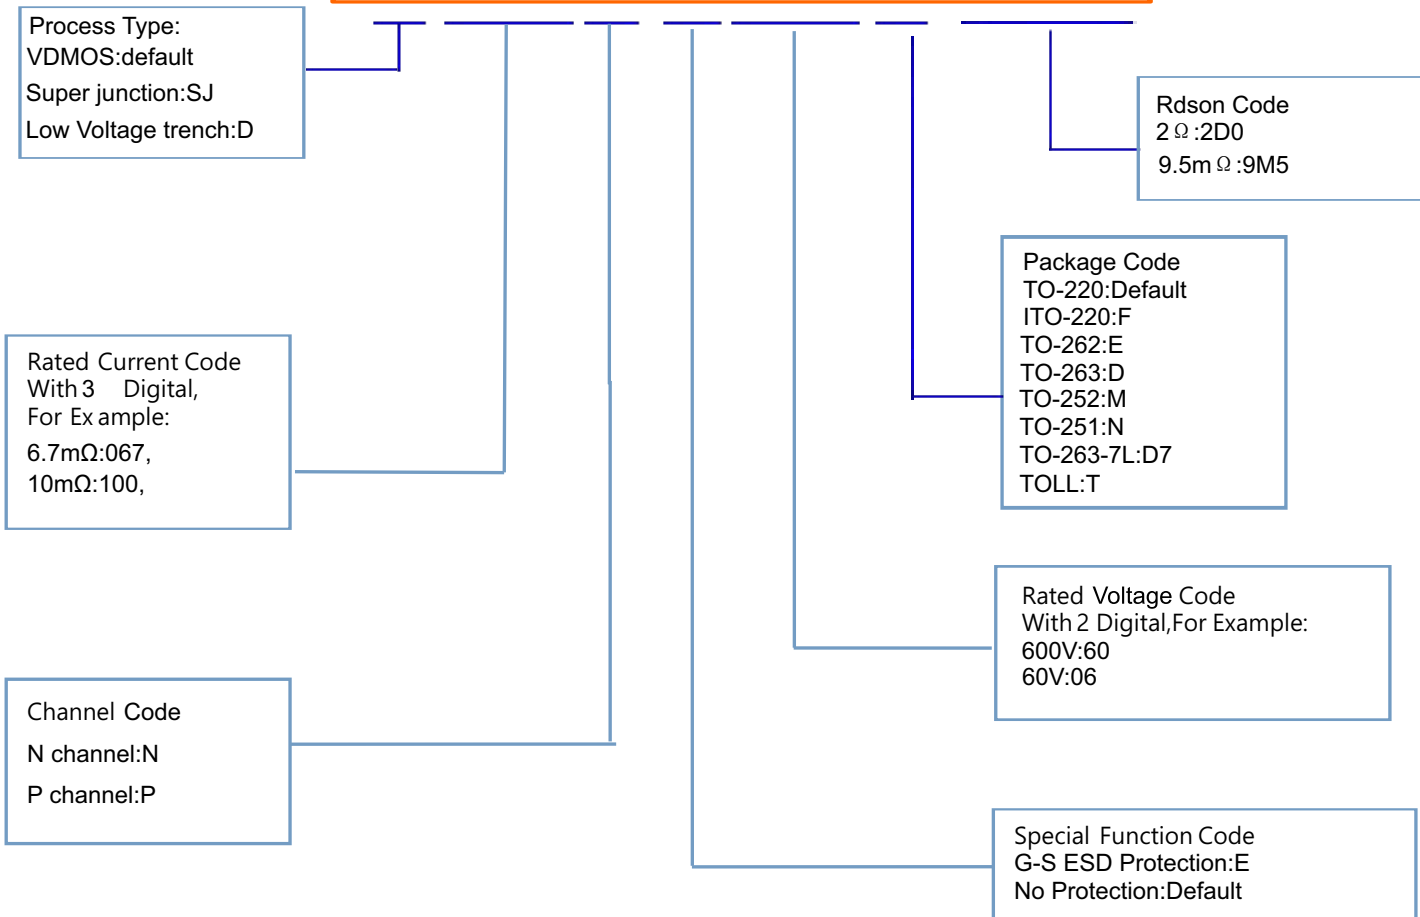 Process Type:
VDMOS:default
Super junction:SJ
Low Voltage trench:D
Rdson Code
2Ω:2D0
9.5mΩ:9M5
Package Code
TO-220:Default
ITO-220:F
TO-262:E
TO-263:D
TO-252:M
TO-251:N
TO-263-7L:D7
TOLL:T
Rated Current Code
With 3 Digital,
For Ex ample:
6.7mΩ:067,
10mΩ:100,
Rated Voltage Code
With 2 Digital,For Example:
600V:60
60V:06
Channel Code
N channel:N
P channel:P
Special Function Code
G-S ESD Protection:E
No Protection:Default